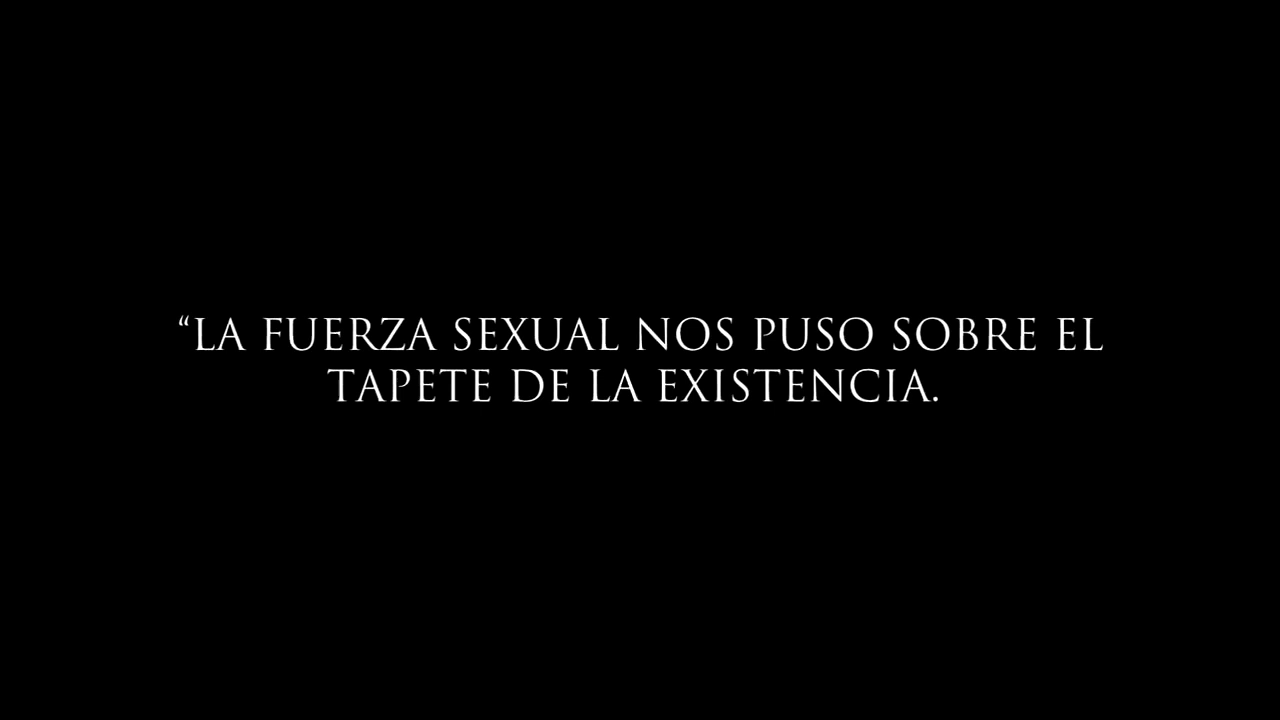 “LA FUERZA SEXUAL NOS PUSO SOBRE EL
TAPETE DE LA EXISTENCIA.